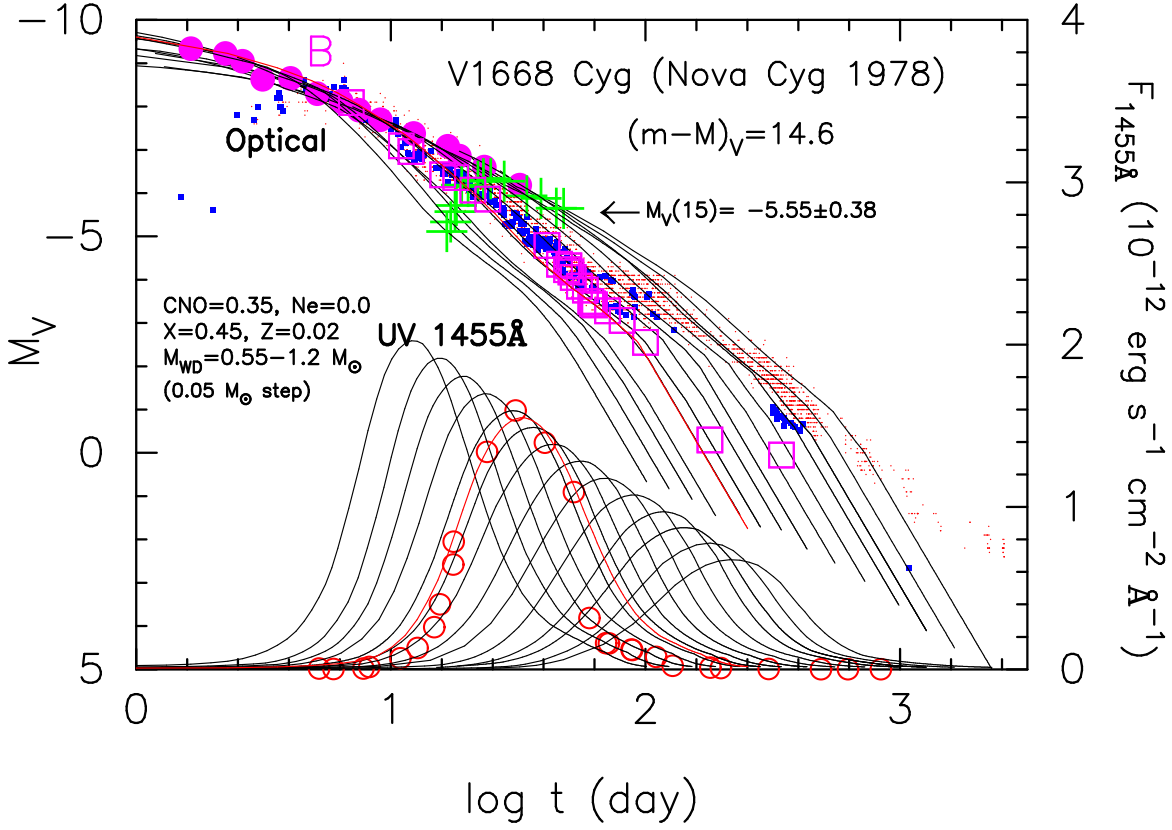 -10
-5
0
5
M_V
0
1
2
3
log t (day)
4
3
2
1
0
F_1455Å (10^-12 erg s^-1 cm^-2 Å^-1)
B
V1668 Cyg (Nova Cyg 1978)
(m-M)_V=14.6
Optical
M_V(15)= -5.55±0.38
CNO=0.35, Ne=0.0
X=0.45, Z=0.02
M_WD=0.55-1.2 M_⊙
(0.05 M_⊙ step)
UV 1455Å